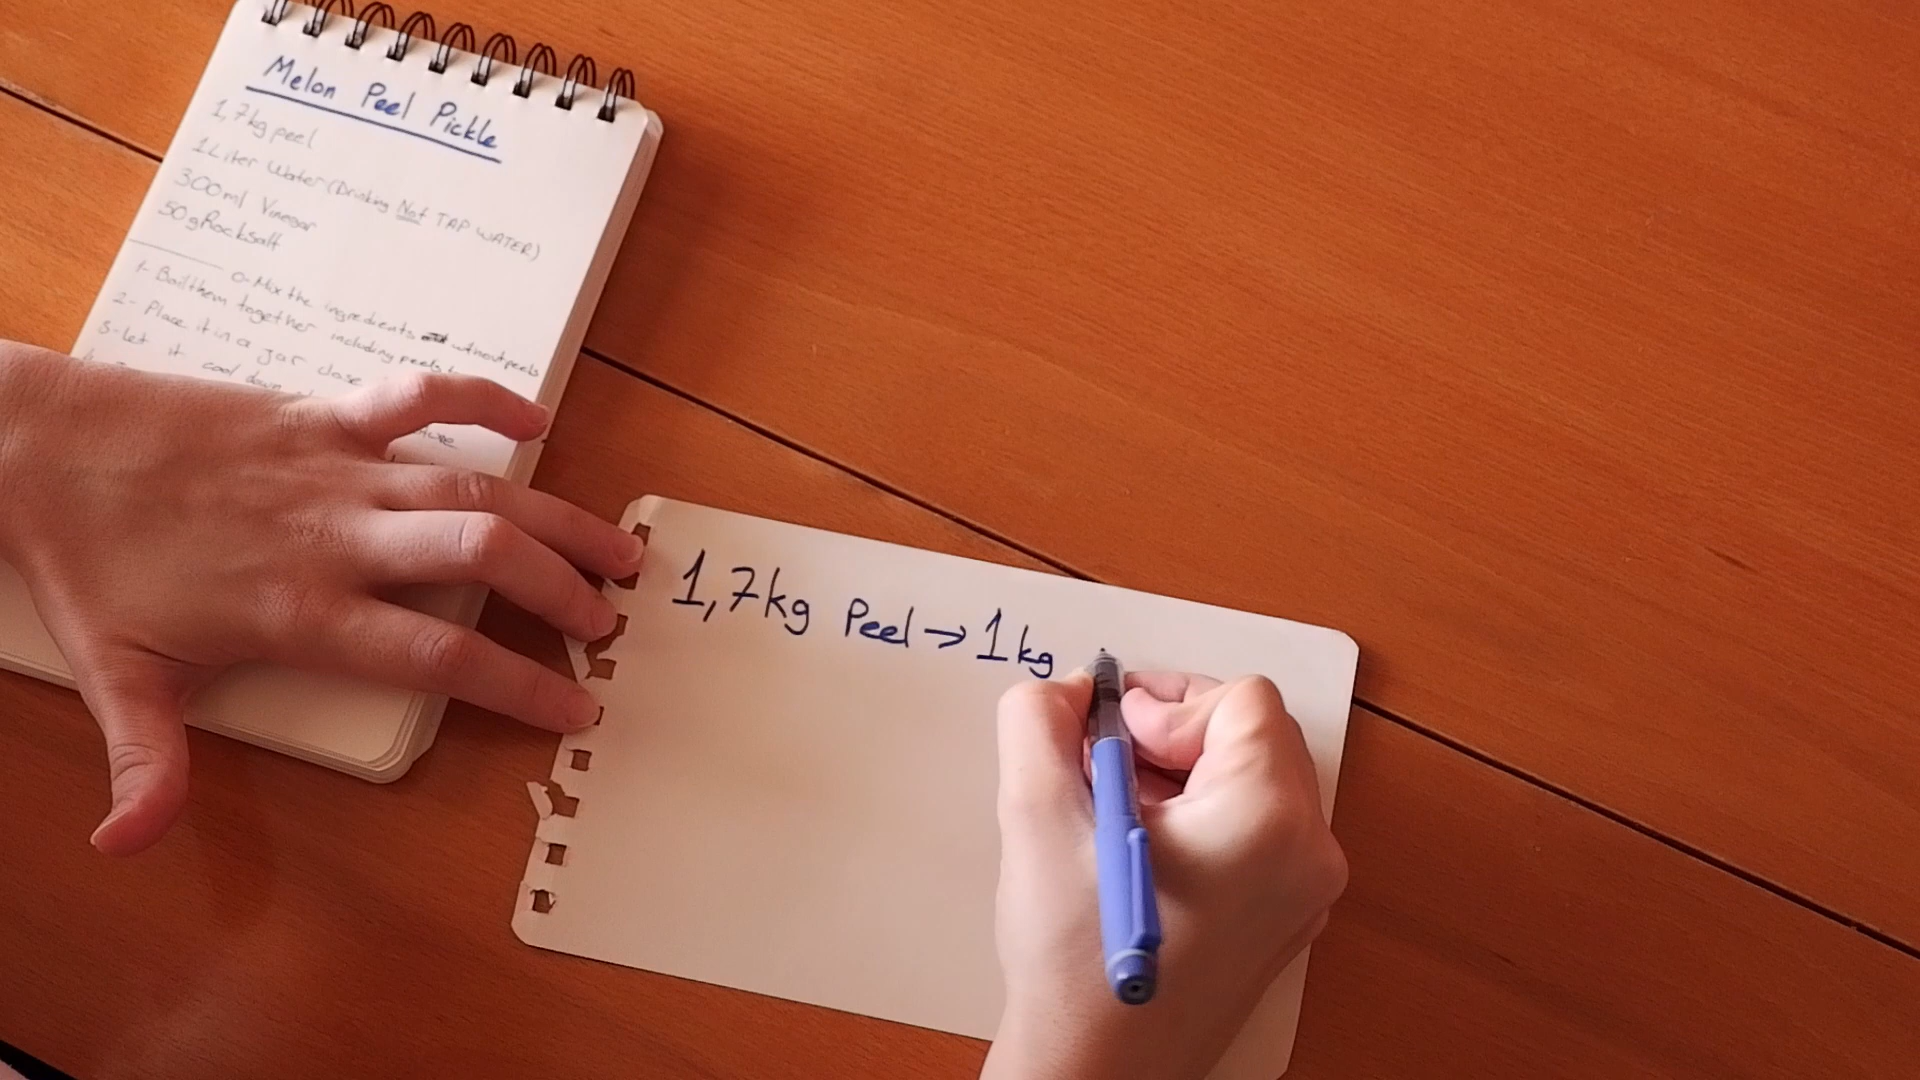 Melon Peel Pickle
1,7kg peel
1 Liter Water (Drinking Not TAP WATER)
300ml Vinegar
50g Rocksalt
0- Mix the ingredients without peels
1- Boil them together including peels
2- Place it in a jar close
3- let it cool down
1,7kg Peel → 1kg